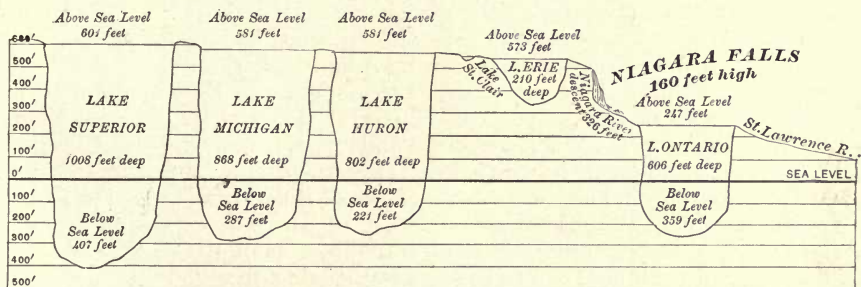 Above Sea Level
601 feet
Above Sea Level
581 feet
Above Sea Level
581 feet
Above Sea Level
573 feet
NIAGARA FALLS
160 feet high
600'
500'
400'
300'
200'
100'
0'
100'
200'
300'
400'
500'
LAKE
SUPERIOR
1008 feet deep
Below
Sea Level
407 feet
LAKE
MICHIGAN
868 feet deep
Below
Sea Level
287 feet
LAKE
HURON
802 feet deep
Below
Sea Level
221 feet
Lake
St. Clair
L. ERIE
210 feet
deep
Niagara River
descent 326 feet
Above Sea Level
247 feet
L. ONTARIO
606 feet deep
Below
Sea Level
359 feet
St. Lawrence R.
SEA LEVEL